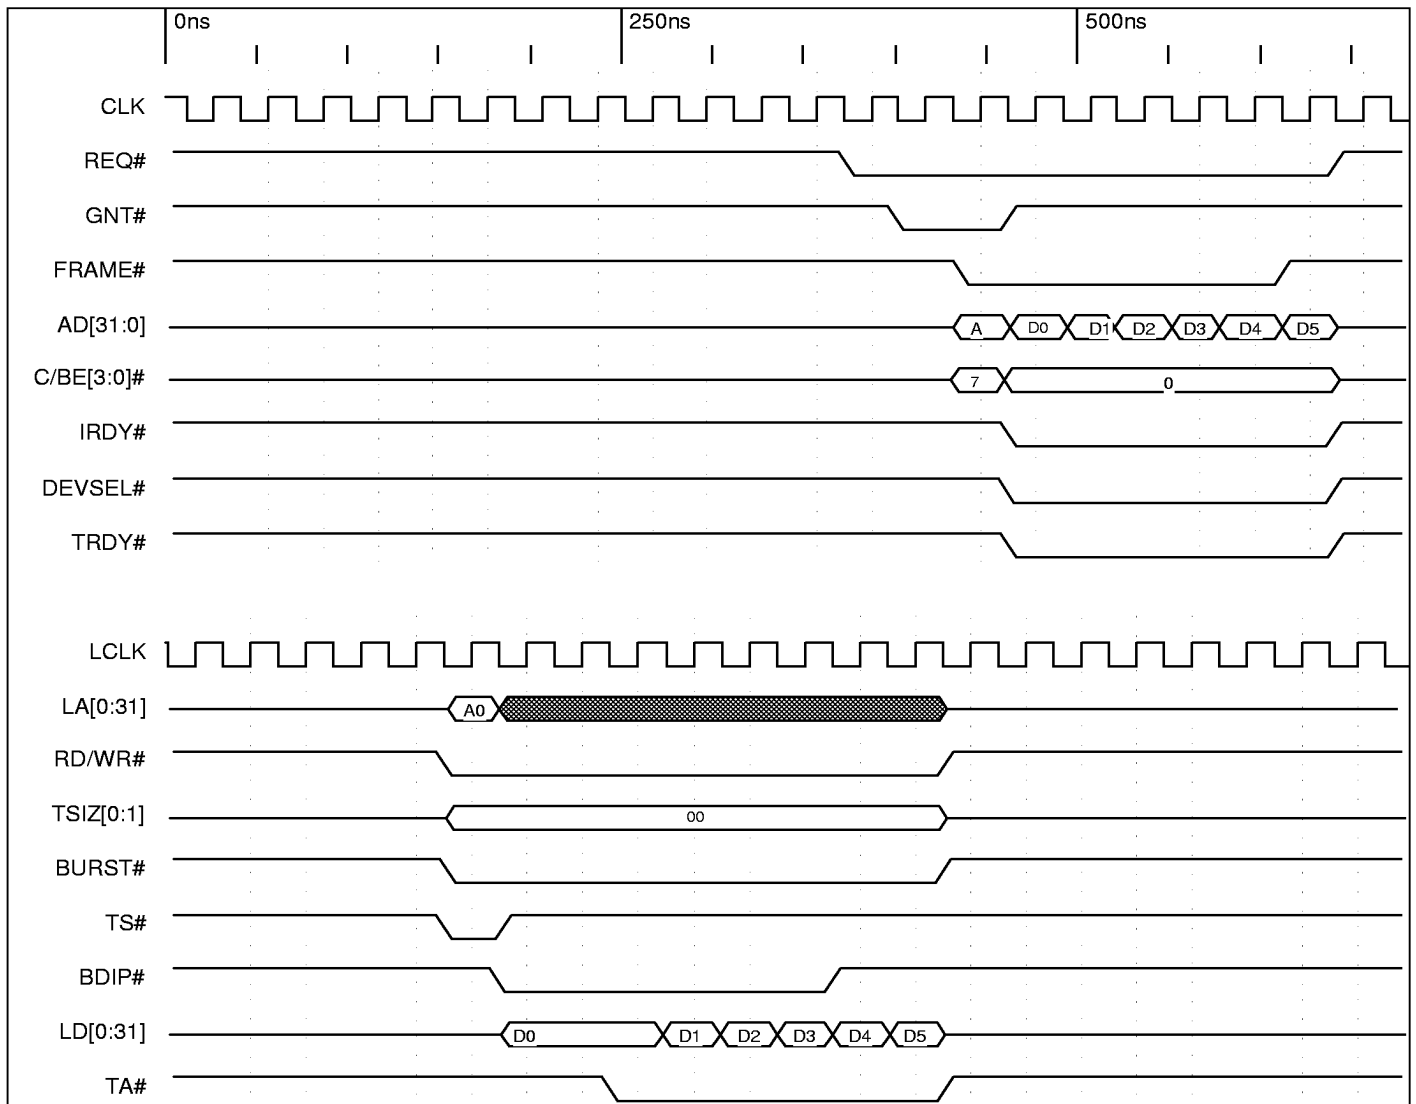 0ns 250ns 500ns
CLK
REQ#
GNT#
FRAME#
AD[31:0] A D0 D1 D2 D3 D4 D5
C/BE[3:0]# 7 0
IRDY#
DEVSEL#
TRDY#
LCLK
LA[0:31] A0
RD/WR#
TSIZ[0:1] 00
BURST#
TS#
BDIP#
LD[0:31] D0 D1 D2 D3 D4 D5
TA#